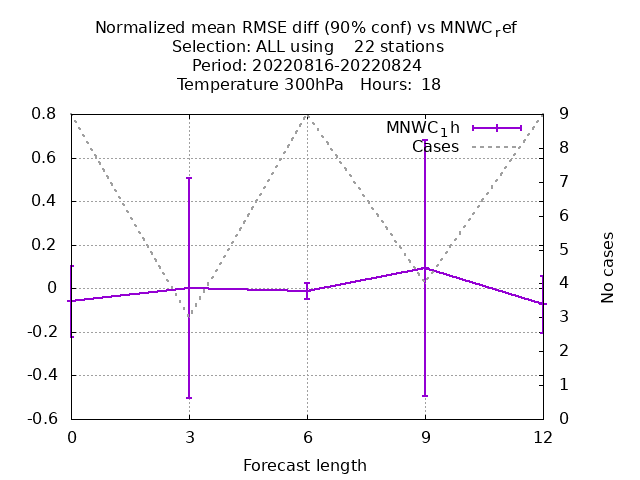 Normalized mean RMSE diff (90% conf) vs MNWC_ref
Selection: ALL using 22 stations
Period: 20220816-20220824
Temperature 300hPa Hours: 18
MNWC_1h
Cases
0.8
0.6
0.4
0.2
0
-0.2
-0.4
-0.6
9
8
7
6
5
4
3
2
1
0
No cases
0 3 6 9 12
Forecast length